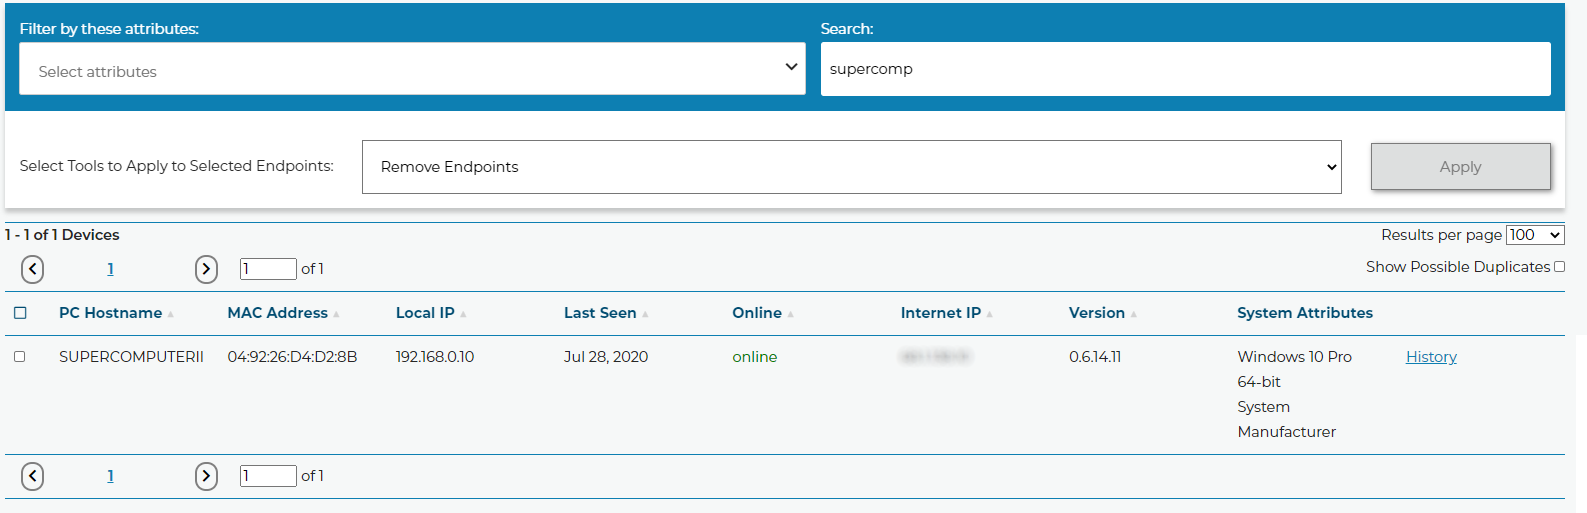 Filter by these attributes:
Search:
Select attributes
supercomp
Select Tools to Apply to Selected Endpoints:
Remove Endpoints
Apply
1 - 1 of 1 Devices
Results per page 100
1
1 of 1
Show Possible Duplicates
PC Hostname MAC Address Local IP Last Seen Online Internet IP Version System Attributes
SUPERCOMPUTERII 04:92:26:D4:D2:8B 192.168.0.10 Jul 28, 2020 online 0.6.14.11 Windows 10 Pro History
64-bit
System
Manufacturer
1
1 of 1